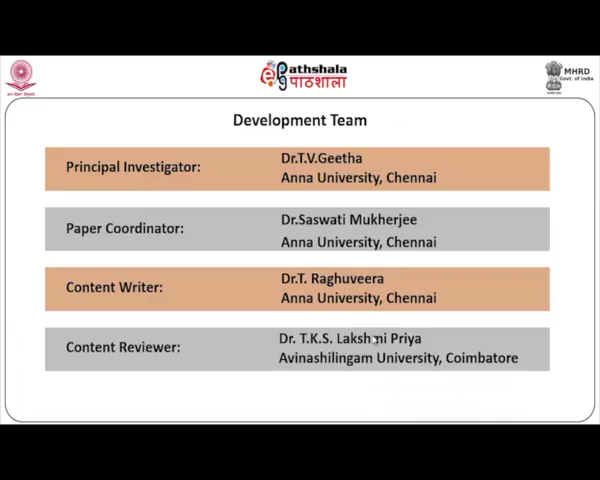 Pathshala
पाठशाला
MHRD
Govt. of India
Development Team
Principal Investigator:
Dr.T.V.Geetha
Anna University, Chennai
Paper Coordinator:
Dr.Saswati Mukherjee
Anna University, Chennai
Content Writer:
Dr.T. Raghuveera
Anna University, Chennai
Content Reviewer:
Dr. T.K.S. Lakshmi Priya
Avinashilingam University, Coimbatore